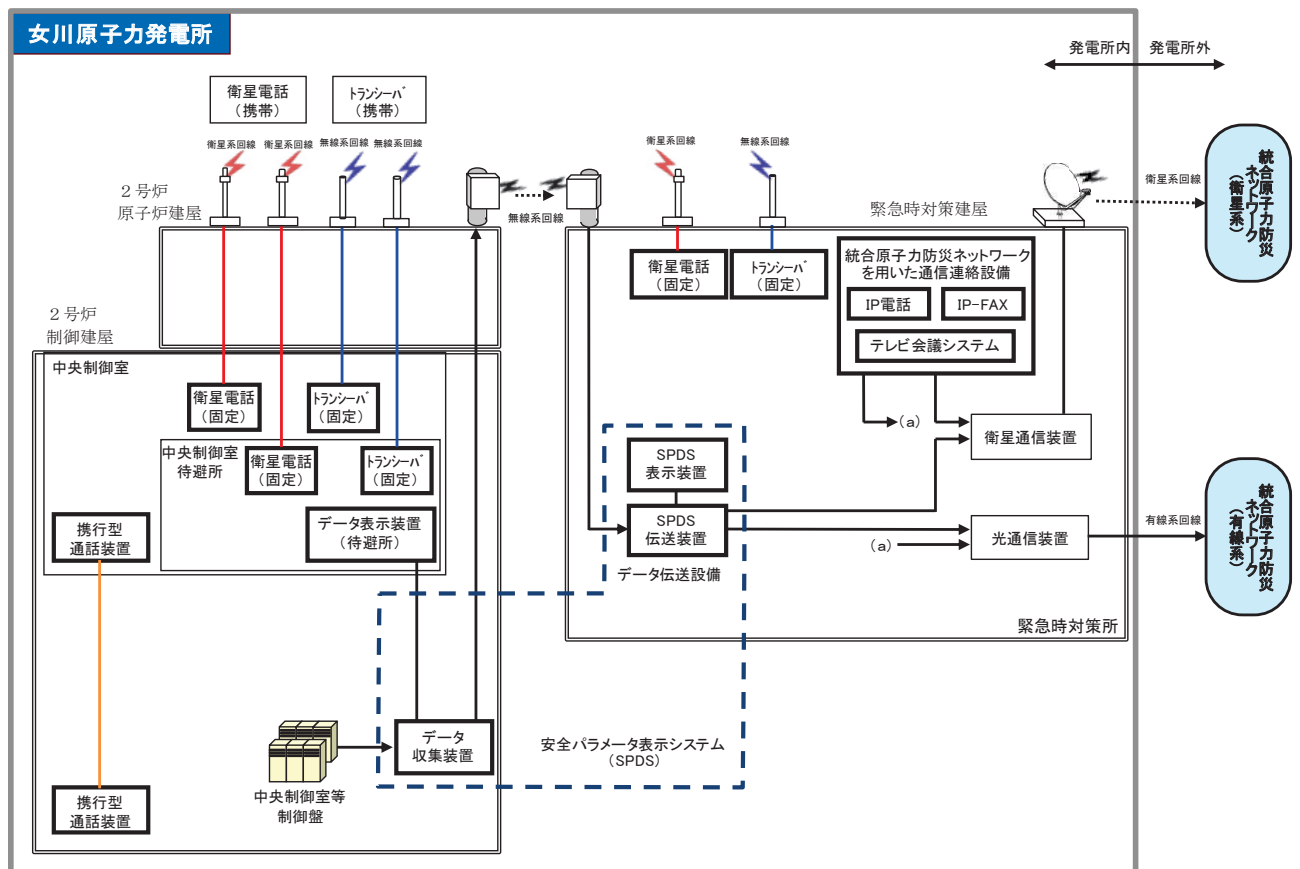 女川原子力発電所
発電所内
発電所外
衛星電話
（携帯）
トランシーバ
（携帯）
衛星系回線
衛星系回線
無線系回線
無線系回線
衛星系回線
無線系回線
無線系回線
２号炉
原子炉建屋
緊急時対策建屋
衛星系回線
統合原子力防災
ネットワーク
（衛星系）
衛星電話
（固定）
トランシーバ
（固定）
統合原子力防災ネットワーク
を用いた通信連絡設備
IP電話
IP-FAX
テレビ会議システム
２号炉
制御建屋
中央制御室
衛星電話
（固定）
トランシーバ
（固定）
(a)
衛星通信装置
中央制御室
待避所
衛星電話
（固定）
トランシーバ
（固定）
SPDS
表示装置
データ表示装置
（待避所）
SPDS
伝送装置
(a)
光通信装置
有線系回線
統合原子力防災
ネットワーク
（有線系）
携行型
通話装置
データ伝送設備
緊急時対策所
データ
収集装置
安全パラメータ表示システム
（SPDS）
中央制御室等
制御盤
携行型
通話装置